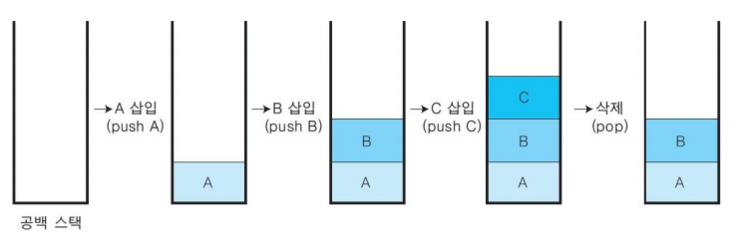 →A 삽입
(push A)
→B 삽입
(push B)
→C 삽입
(push C)
→삭제
(pop)
A
B
A
C
B
A
B
A
공백 스택